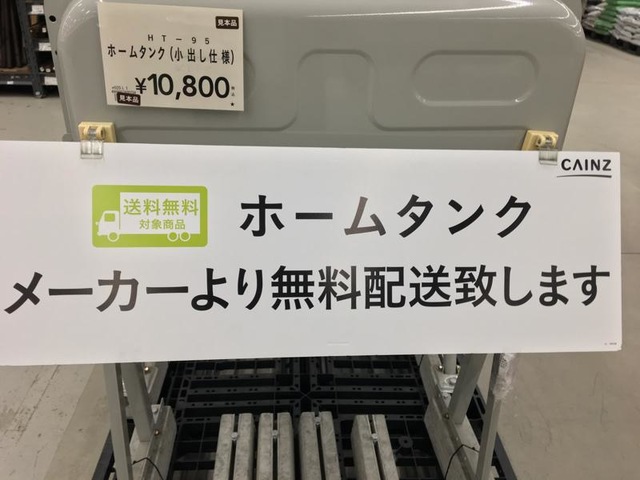 見本品
HT-95
ホームタンク(小出し仕様)
¥10,800
見本品
CAINZ
送料無料
対象商品
ホームタンク
メーカーより無料配送致します